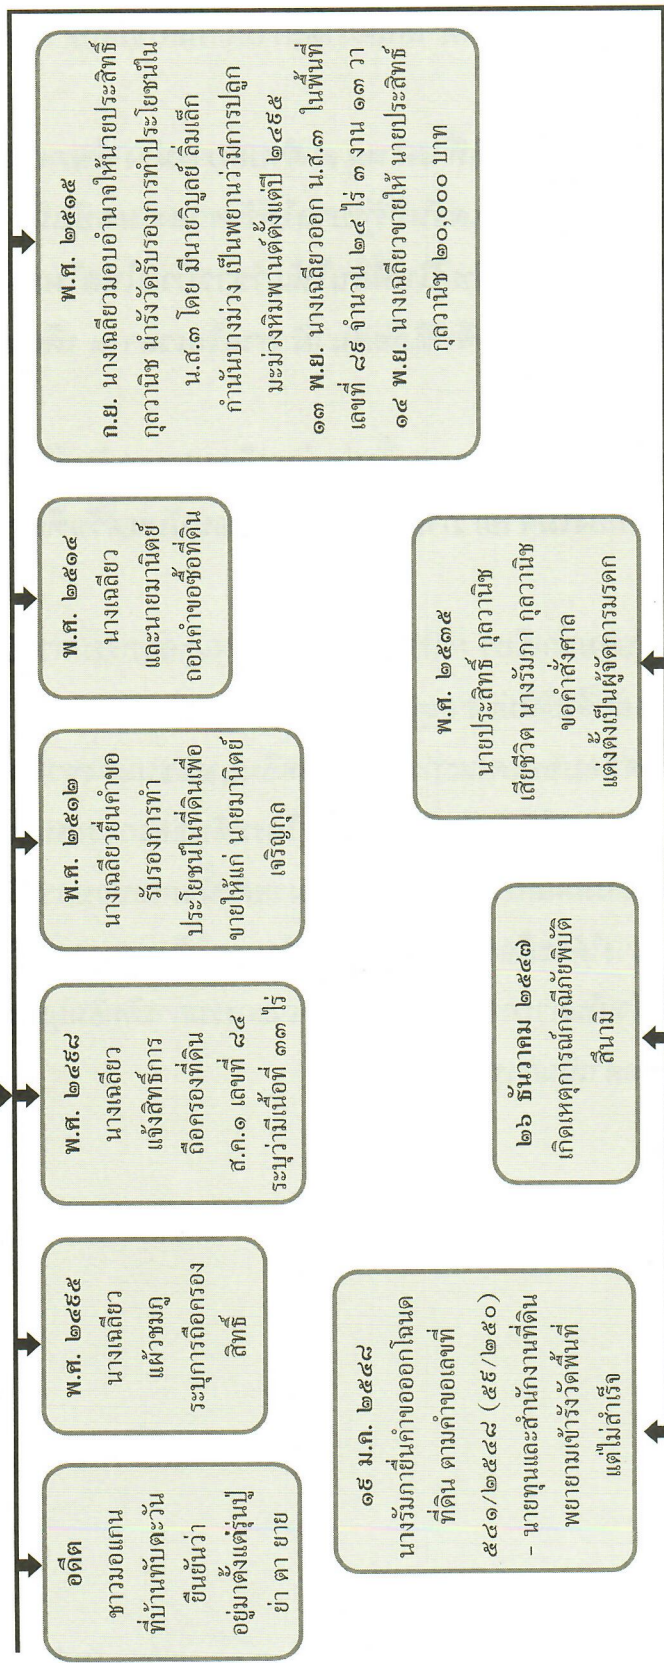 อดีต
ชาวมอแกน
ที่บ้านทับตะวัน
ยืนยันว่า
อยู่มาตั้งแต่รุ่นปู่
ย่า ตา ยาย
พ.ศ. ๒๔๙๕
นางเฉลียว
แผ้วชมภู
ระบุการถือครอง
สิทธิ์
พ.ศ. ๒๔๙๘
นางเฉลียว
แจ้งสิทธิ์การ
ถือครองที่ดิน
ส.ค.๑ เลขที่ ๘๔
ระบุว่ามีเนื้อที่ ๓๓ ไร่
พ.ศ. ๒๕๑๒
นางเฉลียวยื่นคำขอ
รับรองการทำ
ประโยชน์ในที่ดินเพื่อ
ขายให้แก่ นายมานิตย์
เจริญกุล
พ.ศ. ๒๕๑๔
นางเฉลียว
และนายมานิตย์
ถอนคำขอซื้อที่ดิน
พ.ศ. ๒๕๑๕
ก.ย. นางเฉลียวมอบอำนาจให้นายประสิทธิ์
กุลวานิช นำรังวัดรับรองการทำประโยชน์ใน
น.ส.๓ โดย มีนายวิบูลย์ ลิ่มเล็ก
กำนันบางม่วง เป็นพยานว่ามีการปลูก
มะม่วงหิมพานต์ตั้งแต่ปี ๒๔๙๕
๑๓ พ.ย. นางเฉลียวออก น.ส.๓ ในพื้นที่
เลขที่ ๘๙ จำนวน ๒๔ ไร่ ๓ งาน ๑๓ วา
๑๔ พ.ย. นางเฉลียวขายให้ นายประสิทธ์
กุลวานิช ๒๐,๐๐๐ บาท
พ.ศ. ๒๕๓๕
นายประสิทธิ์ กุลวานิช
เสียชีวิต นางรัมภา กุลวานิช
ขอคำสั่งศาล
แต่งตั้งเป็นผู้จัดการมรดก
๒๖ ธันวาคม ๒๕๔๗
เกิดเหตุการณ์กรณีภัยพิบัติ
สึนามิ
๑๙ ม.ค. ๒๕๔๘
นางรัมภายื่นคำขอออกโฉนด
ที่ดิน ตามคำขอเลขที่
๕๔๑/๒๕๔๘ (๕๙/๒๕๐)
- นายทุนและสำนักงานที่ดิน
พยายามเข้ารังวัดพื้นที่
แต่ไม่สำเร็จ